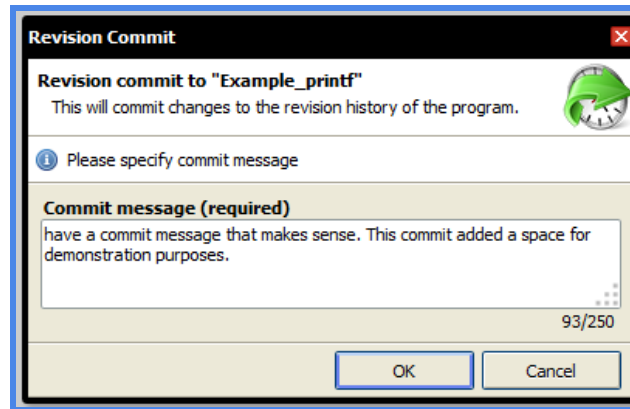 Revision Commit
Revision commit to "Example_printf"
This will commit changes to the revision history of the program.
Please specify commit message
Commit message (required)
have a commit message that makes sense. This commit added a space for
demonstration purposes.
93/250
OK
Cancel